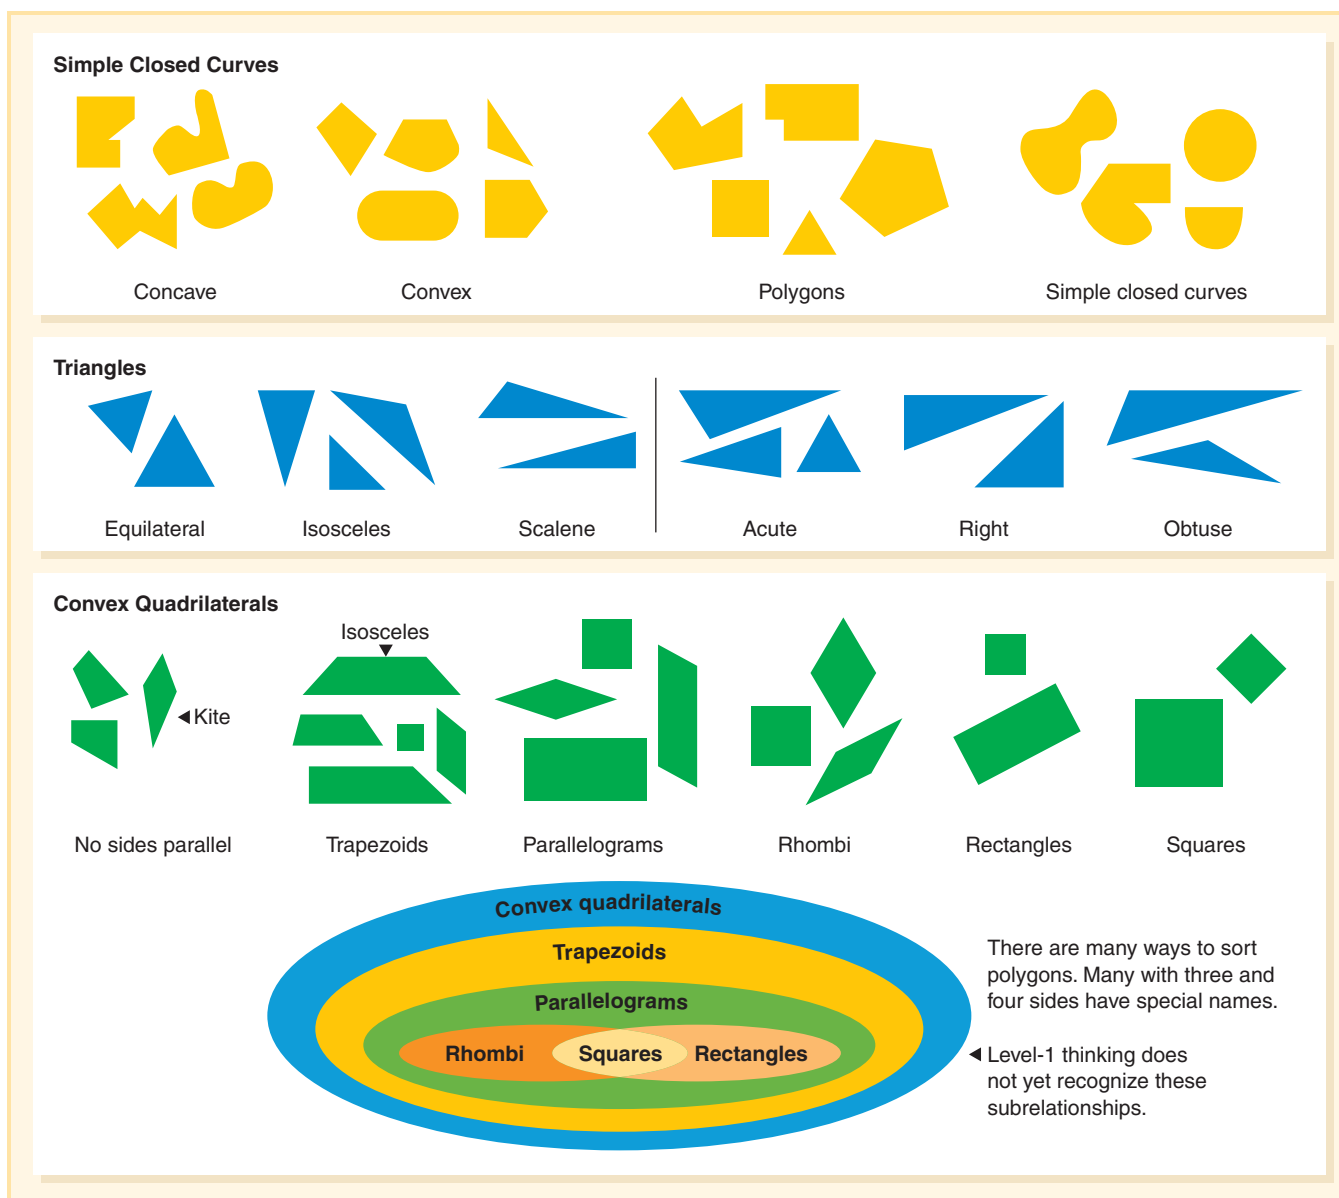 Simple Closed Curves
Concave
Convex
Polygons
Simple closed curves
Triangles
Equilateral
Isosceles
Scalene
Acute
Right
Obtuse
Convex Quadrilaterals
Isosceles
Kite
No sides parallel
Trapezoids
Parallelograms
Rhombi
Rectangles
Squares
Convex quadrilaterals
Trapezoids
Parallelograms
Rhombi
Squares
Rectangles
There are many ways to sort
polygons. Many with three and
four sides have special names.
Level-1 thinking does
not yet recognize these
subrelationships.